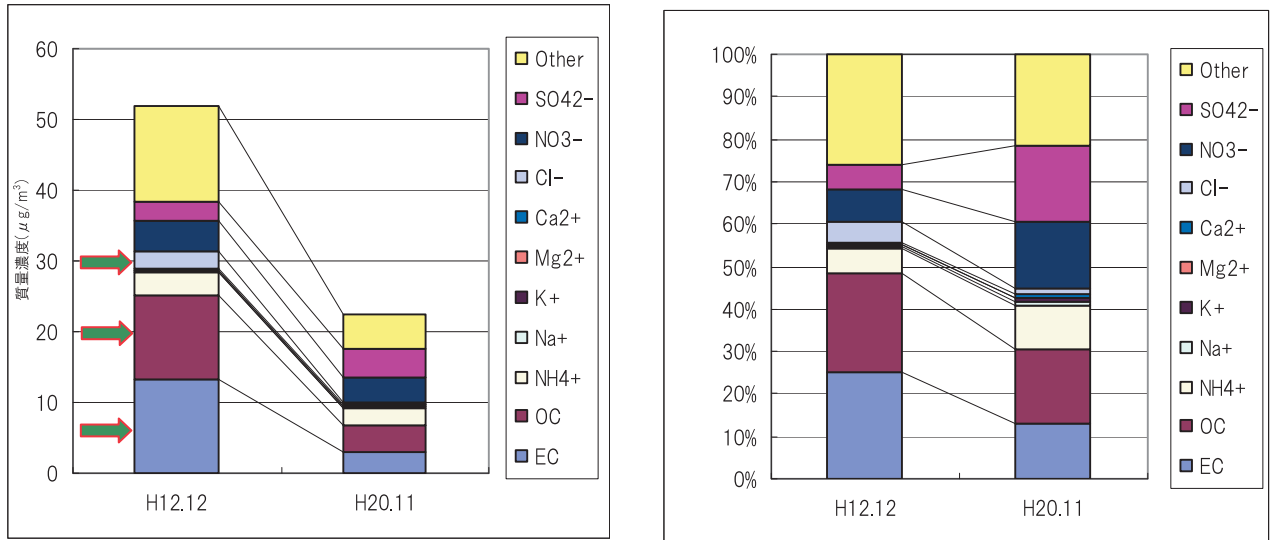 60
50
40
30
20
10
0
質量濃度(μg/m³)
H12.12
H20.11
Other
SO42-
NO3-
Cl-
Ca2+
Mg2+
K+
Na+
NH4+
OC
EC
100%
90%
80%
70%
60%
50%
40%
30%
20%
10%
0%
H12.12
H20.11
Other
SO42-
NO3-
Cl-
Ca2+
Mg2+
K+
Na+
NH4+
OC
EC